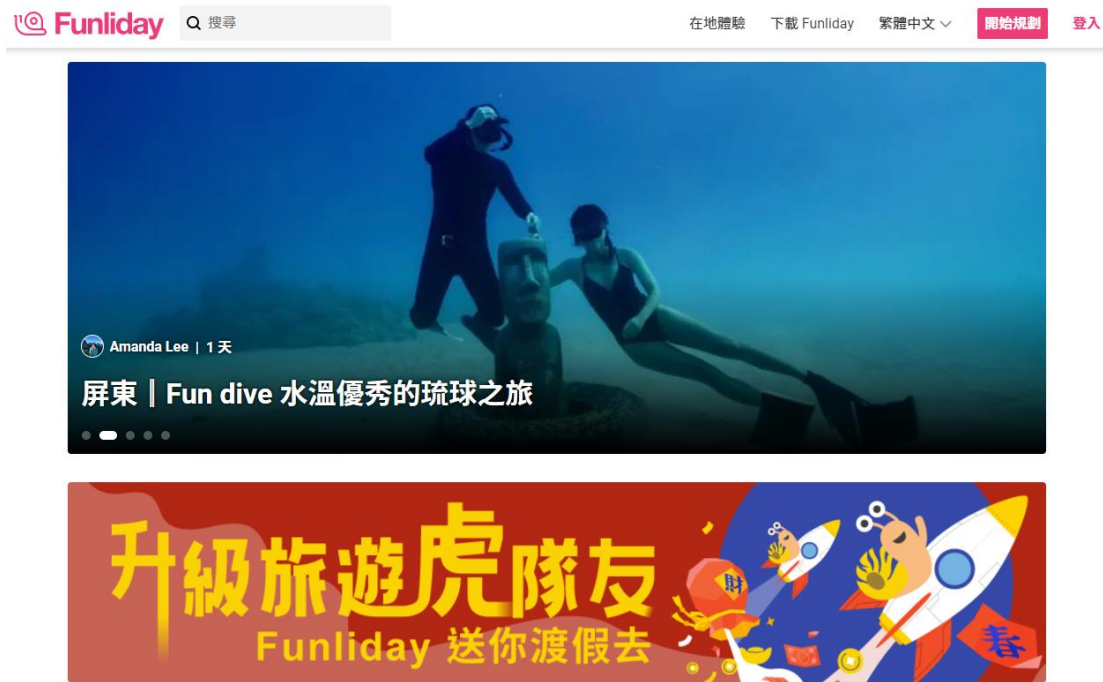 Funliday
搜尋
在地體驗 下載 Funliday 繁體中文 開始規劃 登入
Amanda Lee | 1 天
屏東║Fun dive 水溫優秀的琉球之旅
升級旅遊虎隊友
Funliday 送你渡假去
財
春